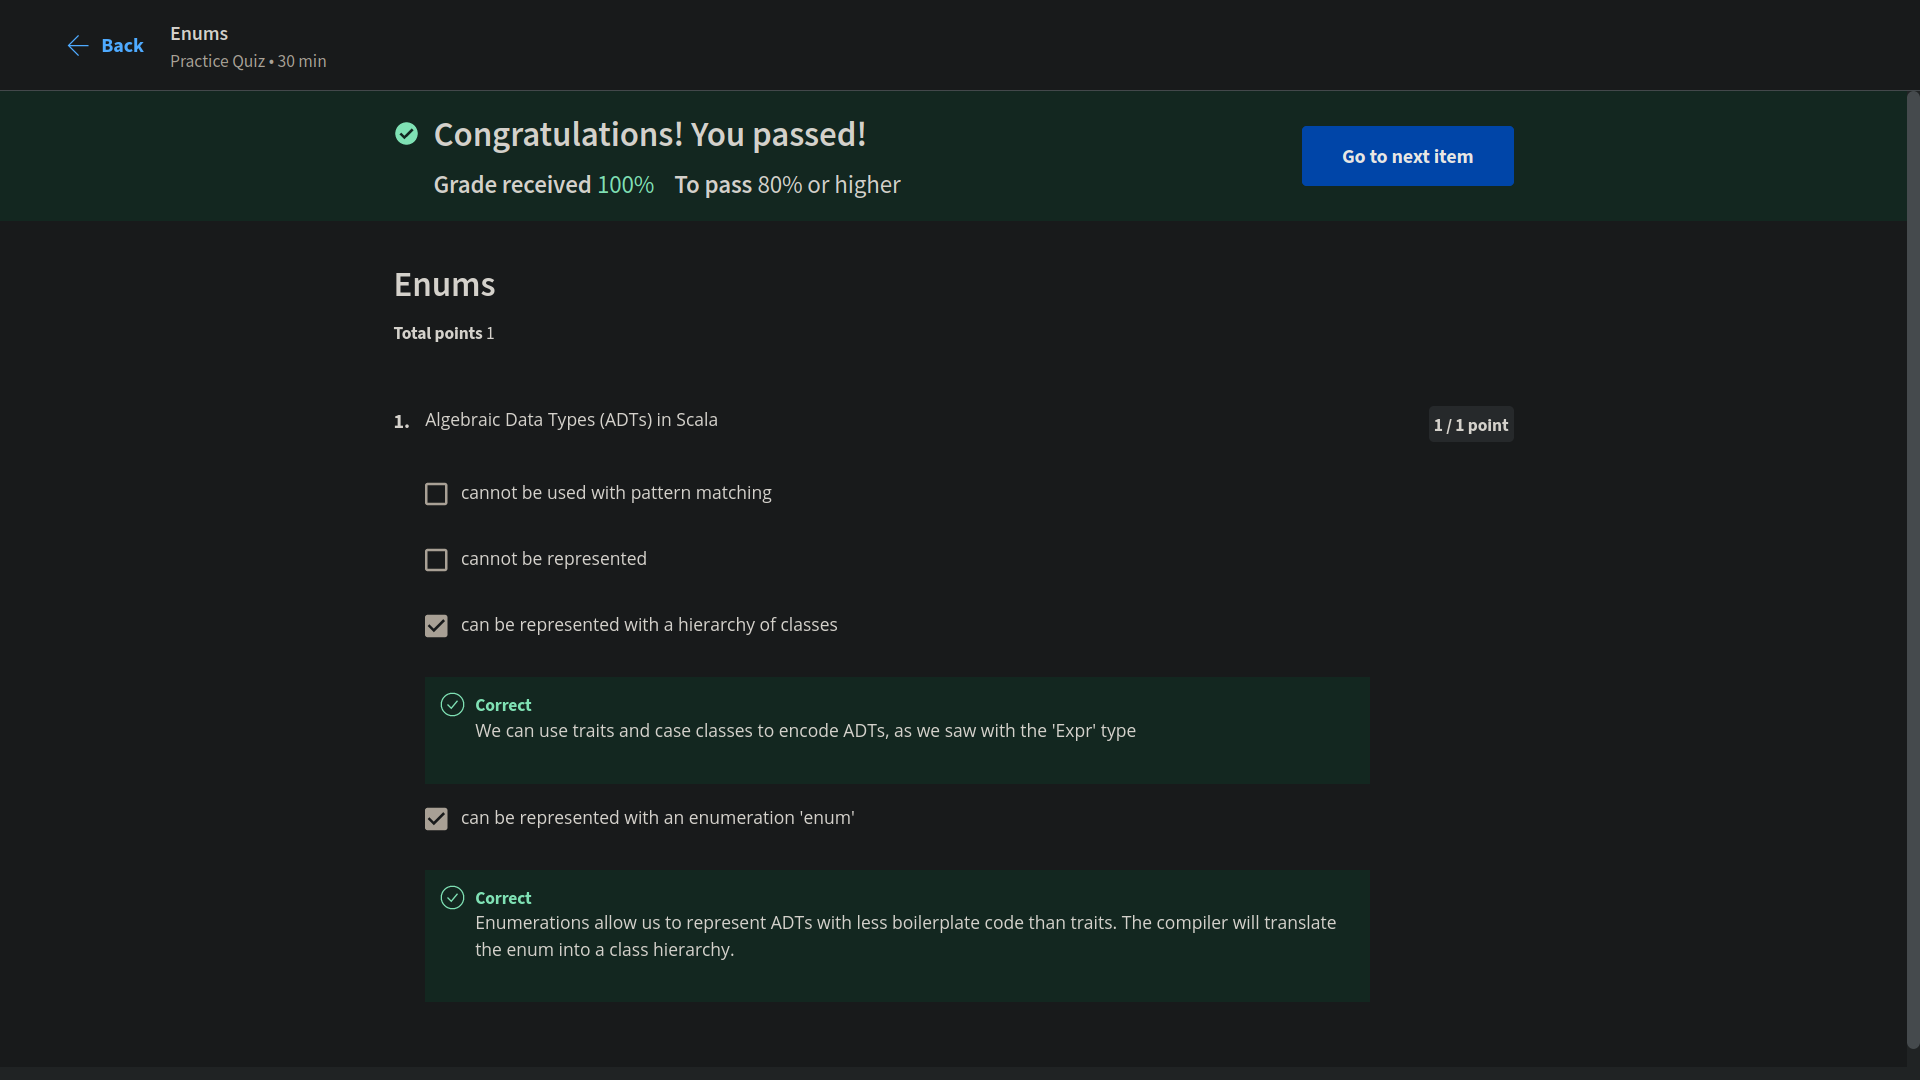 Back
Enums
Practice Quiz • 30 min
Congratulations! You passed!
Grade received 100% To pass 80% or higher
Go to next item
Enums
Total points 1
1. Algebraic Data Types (ADTs) in Scala
1 / 1 point
cannot be used with pattern matching
cannot be represented
can be represented with a hierarchy of classes
Correct
We can use traits and case classes to encode ADTs, as we saw with the 'Expr' type
can be represented with an enumeration 'enum'
Correct
Enumerations allow us to represent ADTs with less boilerplate code than traits. The compiler will translate
the enum into a class hierarchy.